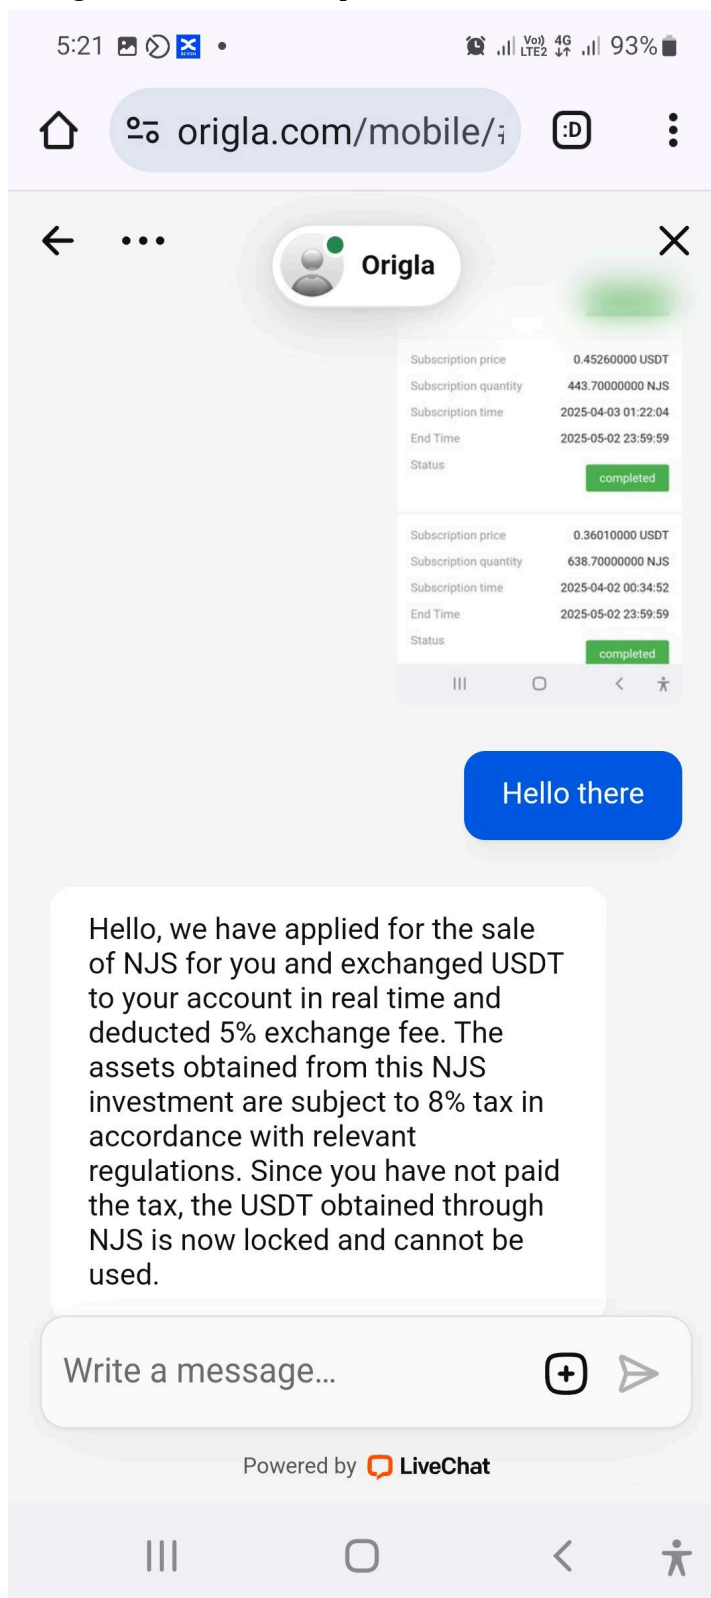 5:21
Vo)) 4G
LTE2
93%
origla.com/mobile/
:D
Origla
Subscription price 0.45260000 USDT
Subscription quantity 443.70000000 NJS
Subscription time 2025-04-03 01:22:04
End Time 2025-05-02 23:59:59
Status
completed
Subscription price 0.36010000 USDT
Subscription quantity 638.70000000 NJS
Subscription time 2025-04-02 00:34:52
End Time 2025-05-02 23:59:59
Status
completed
Hello there
Hello, we have applied for the sale
of NJS for you and exchanged USDT
to your account in real time and
deducted 5% exchange fee. The
assets obtained from this NJS
investment are subject to 8% tax in
accordance with relevant
regulations. Since you have not paid
the tax, the USDT obtained through
NJS is now locked and cannot be
used.
Write a message...
Powered by LiveChat